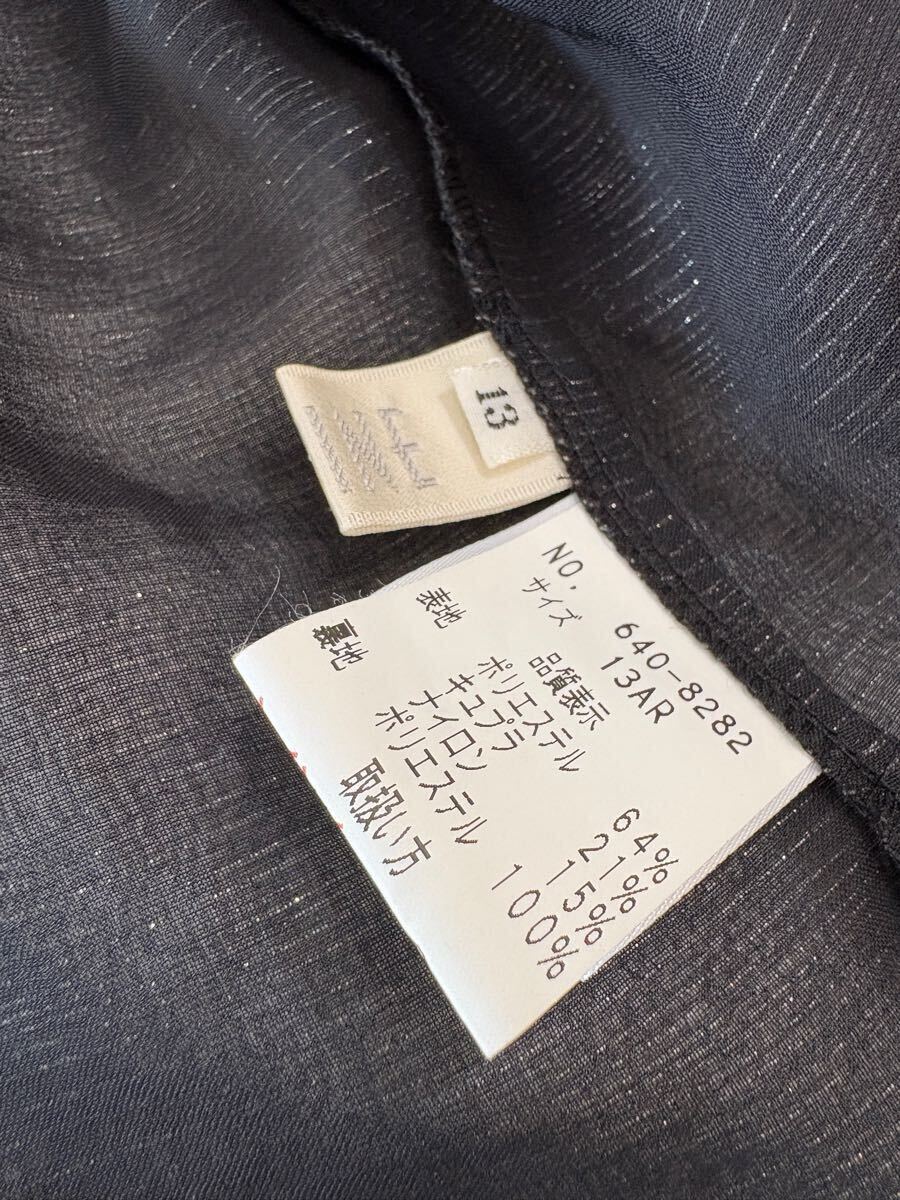 13
NO. 640-8282
サイズ 13AR
品質表示
表地 ポリエステル 64%
キュプラ 21%
ナイロン 15%
裏地 ポリエステル 100%
取扱い方